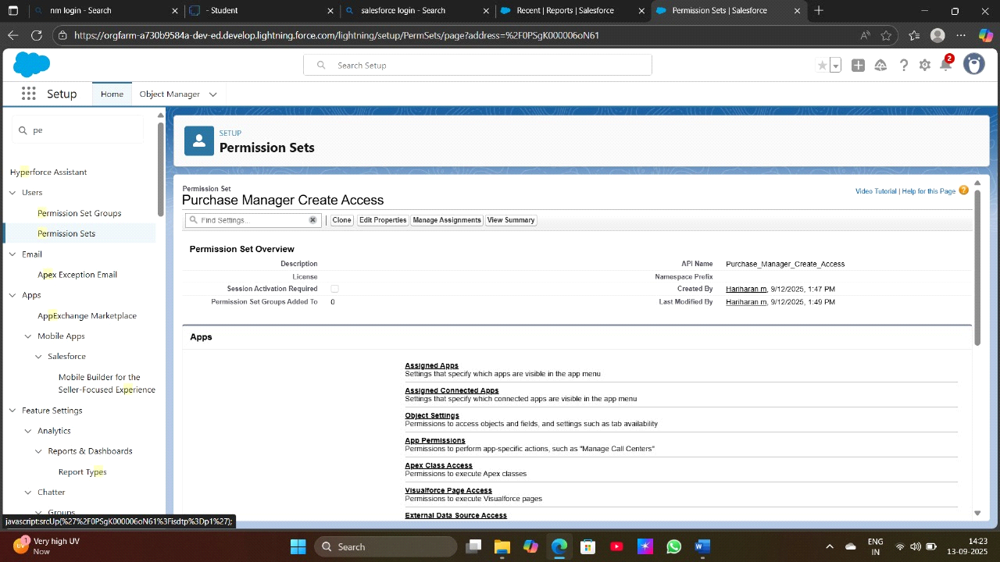 nm login - Search
- Student
salesforce login - Search
Recent | Reports | Salesforce
Permission Sets | Salesforce
https://orgfarm-a730b9584a-dev-ed.develop.lightning.force.com/lightning/setup/PermSets/page?address=%2F0PSgK000006oN61
Search Setup
2
Setup
Home
Object Manager
pe
Hyperforce Assistant
Users
Permission Set Groups
Permission Sets
Email
Apex Exception Email
Apps
AppExchange Marketplace
Mobile Apps
Salesforce
Mobile Builder for the
Seller-Focused Experience
Feature Settings
Analytics
Reports & Dashboards
Report Types
Chatter
Groups
javascript:srcUp(%27%2F0PSgK000006oN61%3Fisdtp%3Dp1%27);
SETUP
Permission Sets
Permission Set
Purchase Manager Create Access
Video Tutorial | Help for this Page
Find Settings...
Clone
Edit Properties
Manage Assignments
View Summary
Permission Set Overview
Description
API Name Purchase_Manager_Create_Access
License
Namespace Prefix
Session Activation Required
Created By Hariharan m, 9/12/2025, 1:47 PM
Permission Set Groups Added To 0
Last Modified By Hariharan m, 9/12/2025, 1:49 PM
Apps
Assigned Apps
Settings that specify which apps are visible in the app menu
Assigned Connected Apps
Settings that specify which connected apps are visible in the app menu
Object Settings
Permissions to access objects and fields, and settings such as tab availability
App Permissions
Permissions to perform app-specific actions, such as "Manage Call Centers"
Apex Class Access
Permissions to execute Apex classes
Visualforce Page Access
Permissions to execute Visualforce pages
External Data Source Access
1
Very high UV
Now
Search
ENG
IN
14:23
13-09-2025